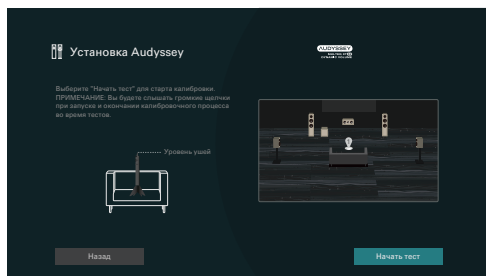 Установка Audyssey
AUDYSSEY
Выберите "Начать тест" для старта калибровки.
ПРИМЕЧАНИЕ: Вы будете слышать громкие щелчки
при запуске и окончании калибровочного процесса
во время тестов.
Уровень ушей
Назад
Начать тест